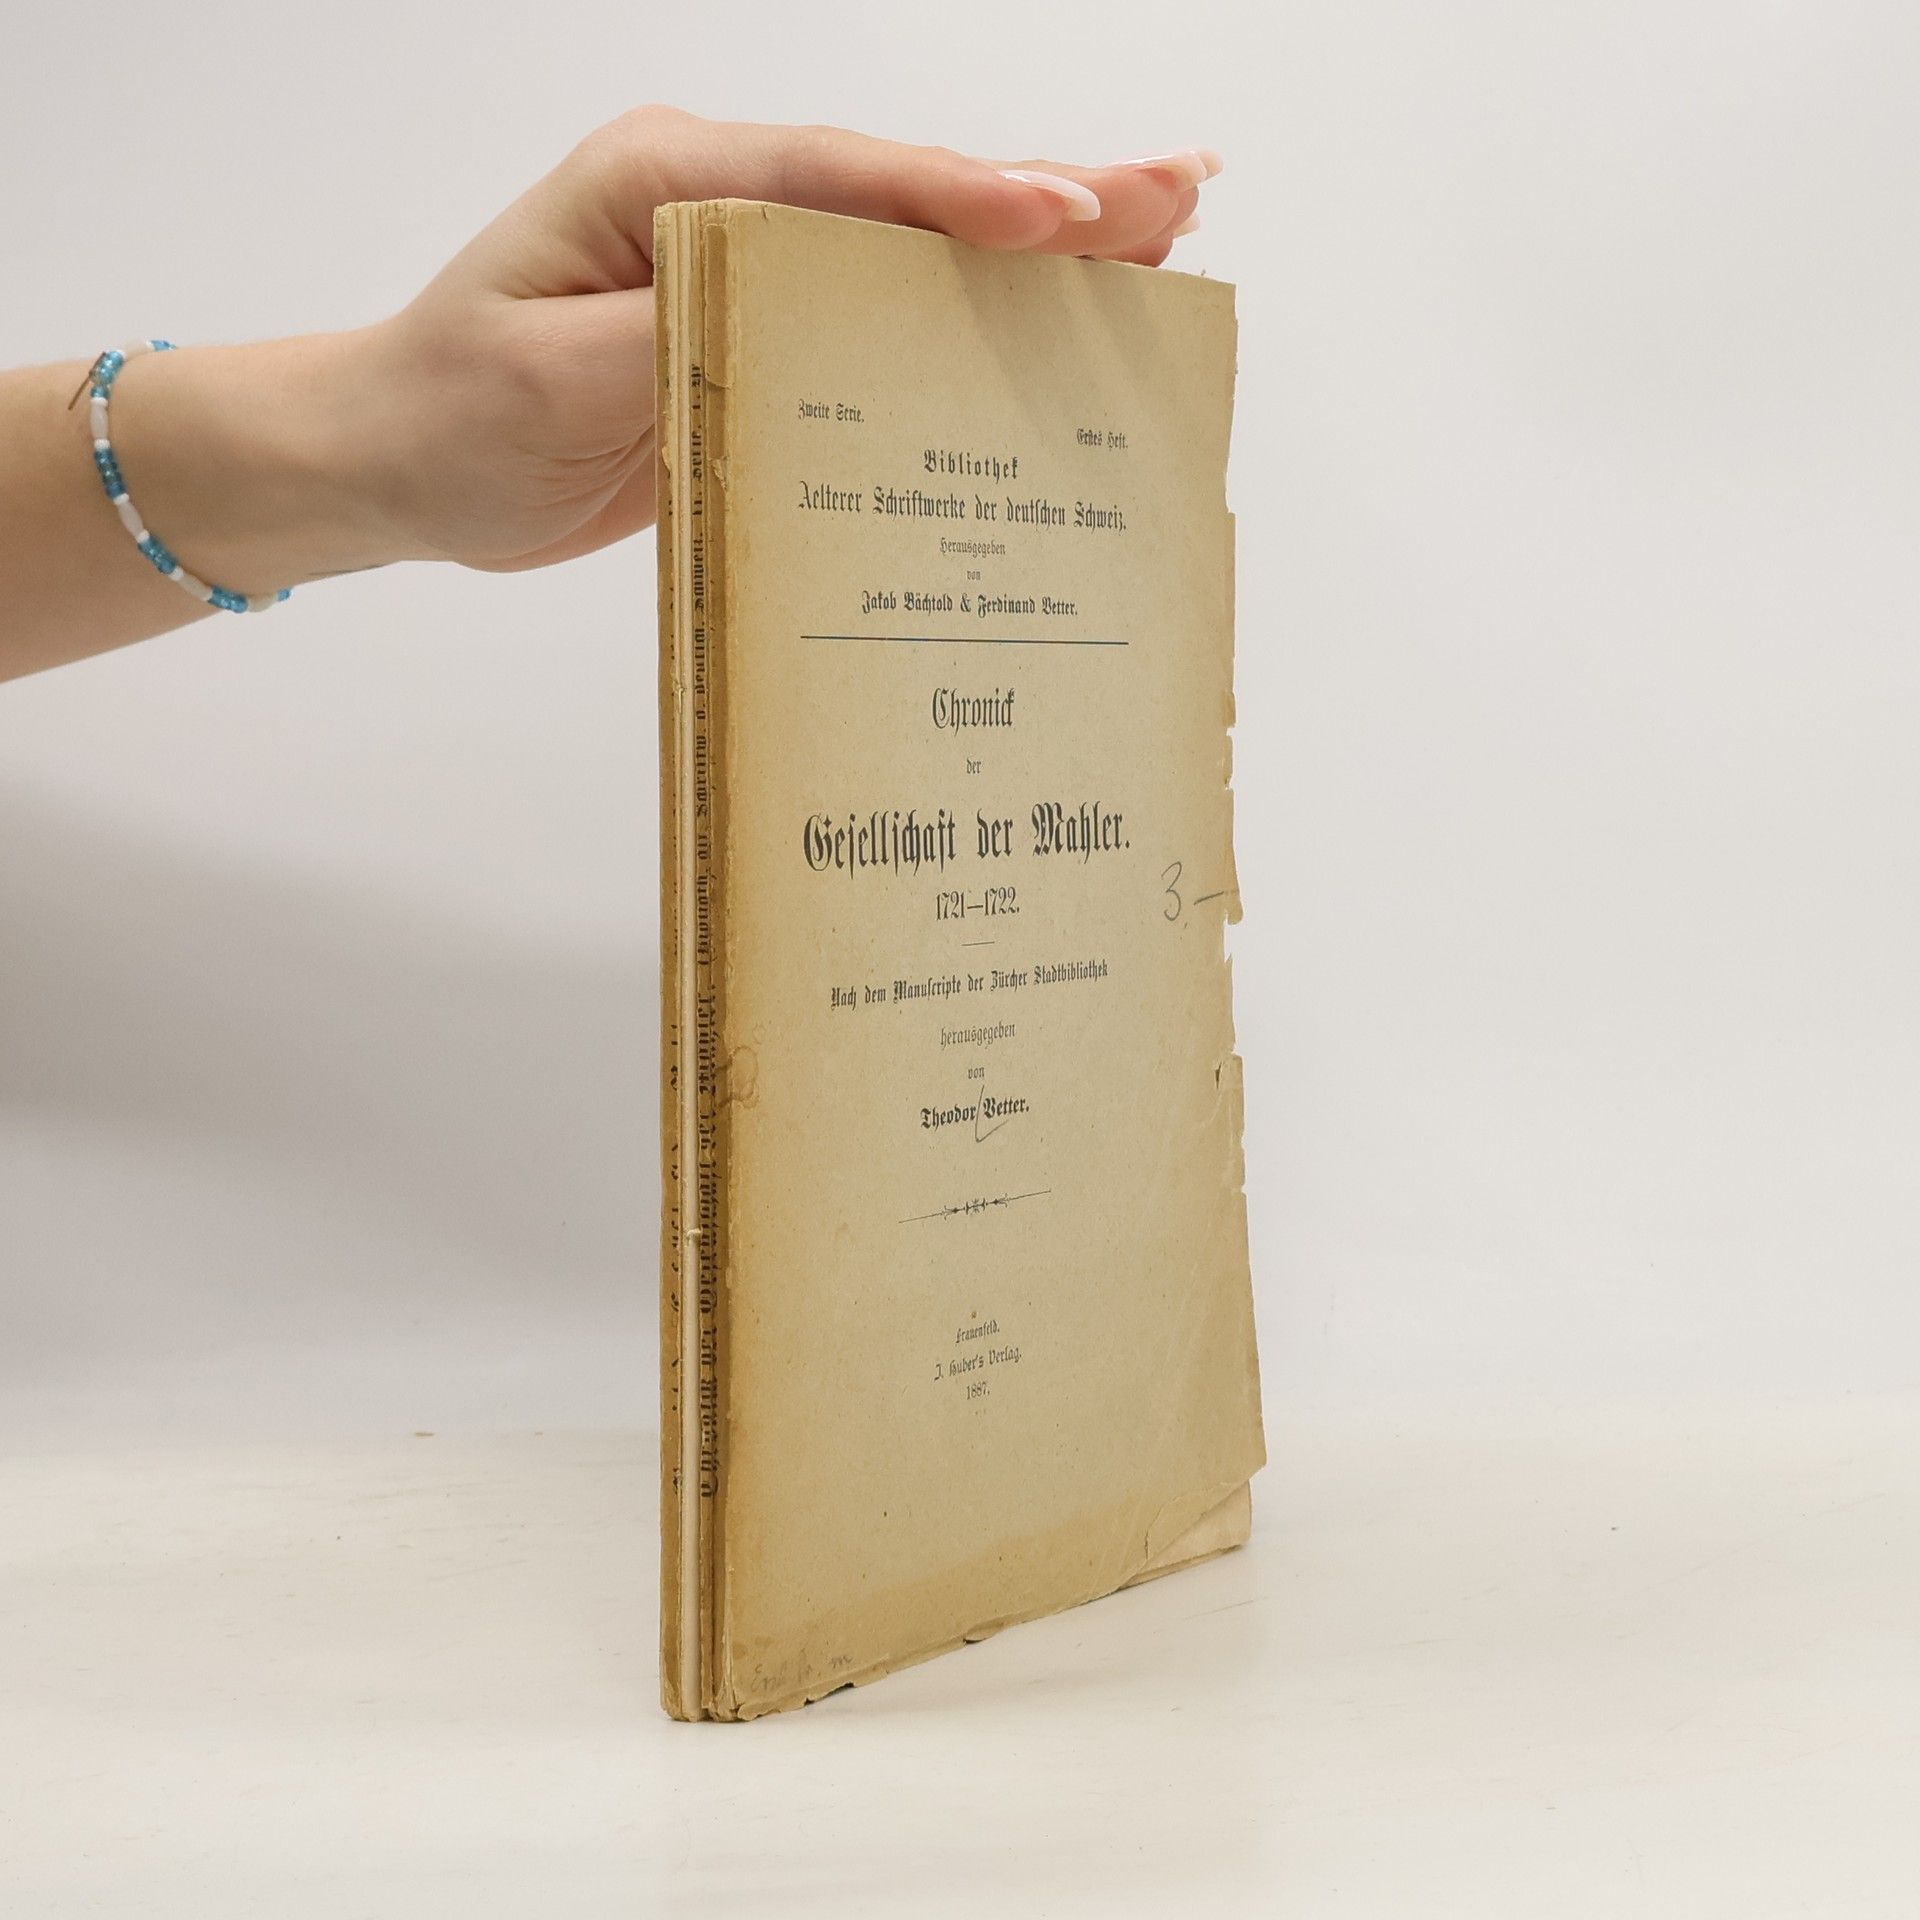 Zweite Serie.
Erstes Heft.
Bibliothek
Aelterer Schriftwerke der deutschen Schweiz.
Herausgegeben
von
Jakob Bächtold & Ferdinand Vetter.
Chronick
der
Gesellschaft der Mahler.
1721—1722.
3.—
Nach dem Manuscripte der Zürcher Stadtbibliothek
herausgegeben
von
Theodor Vetter.
Frauenfeld.
J. Huber's Verlag.
1887.